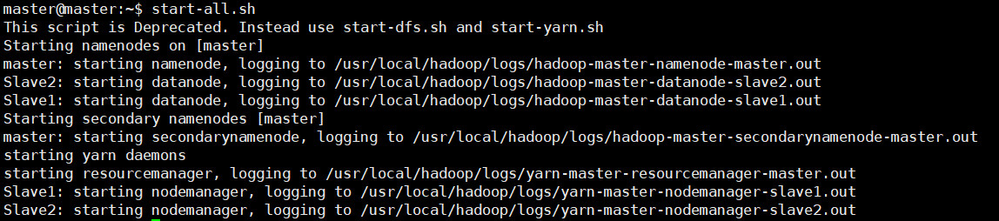 master@master:~$ start-all.sh
This script is Deprecated. Instead use start-dfs.sh and start-yarn.sh
Starting namenodes on [master]
master: starting namenode, logging to /usr/local/hadoop/logs/hadoop-master-namenode-master.out
Slave2: starting datanode, logging to /usr/local/hadoop/logs/hadoop-master-datanode-slave2.out
Slave1: starting datanode, logging to /usr/local/hadoop/logs/hadoop-master-datanode-slave1.out
Starting secondary namenodes [master]
master: starting secondarynamenode, logging to /usr/local/hadoop/logs/hadoop-master-secondarynamenode-master.out
starting yarn daemons
starting resourcemanager, logging to /usr/local/hadoop/logs/yarn-master-resourcemanager-master.out
Slave1: starting nodemanager, logging to /usr/local/hadoop/logs/yarn-master-nodemanager-slave1.out
Slave2: starting nodemanager, logging to /usr/local/hadoop/logs/yarn-master-nodemanager-slave2.out